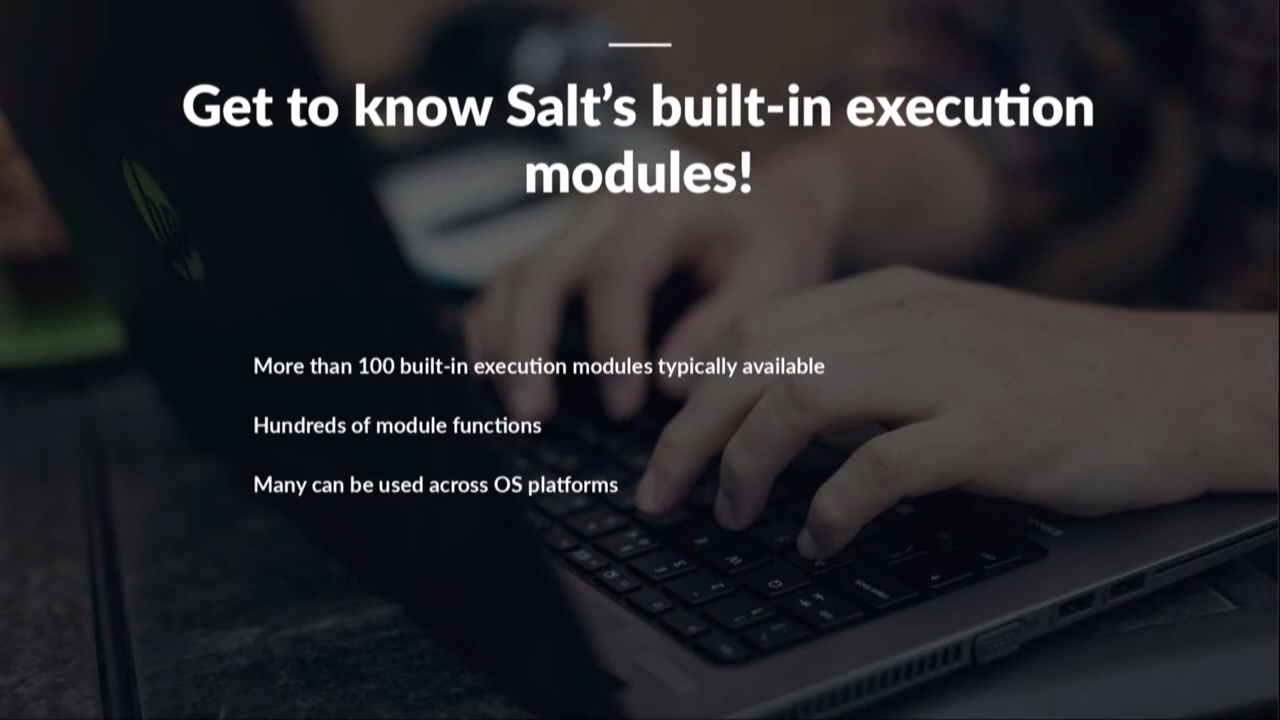 Get to know Salt’s built-in execution
modules!
More than 100 built-in execution modules typically available
Hundreds of module functions
Many can be used across OS platforms